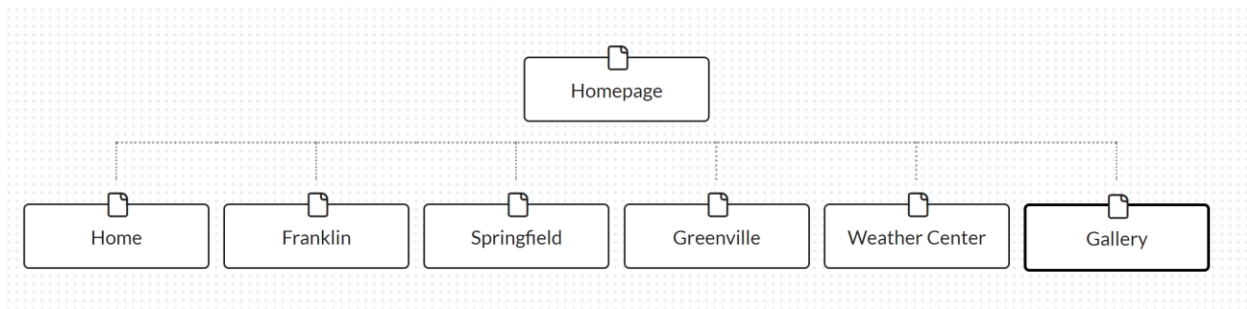 Homepage
Home
Franklin
Springfield
Greenville
Weather Center
Gallery